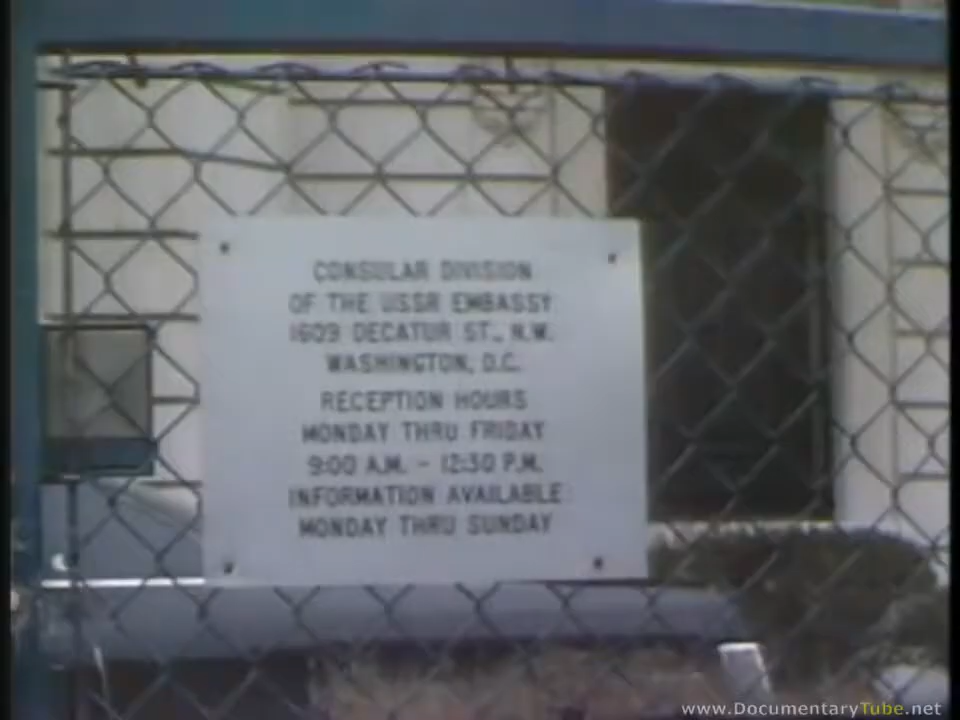 CONSULAR DIVISION
OF THE USSR EMBASSY
1609 DECATUR ST., N.W.
WASHINGTON, D.C.
RECEPTION HOURS
MONDAY THRU FRIDAY
9:00 A.M. - 12:30 P.M.
INFORMATION AVAILABLE:
MONDAY THRU SUNDAY
www.DocumentaryTube.net